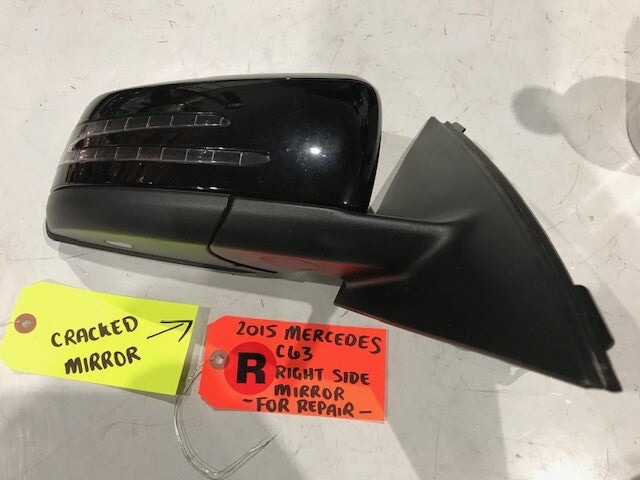 CRACKED
MIRROR
2015 MERCEDES
C63
R
RIGHT SIDE
MIRROR
- FOR REPAIR -